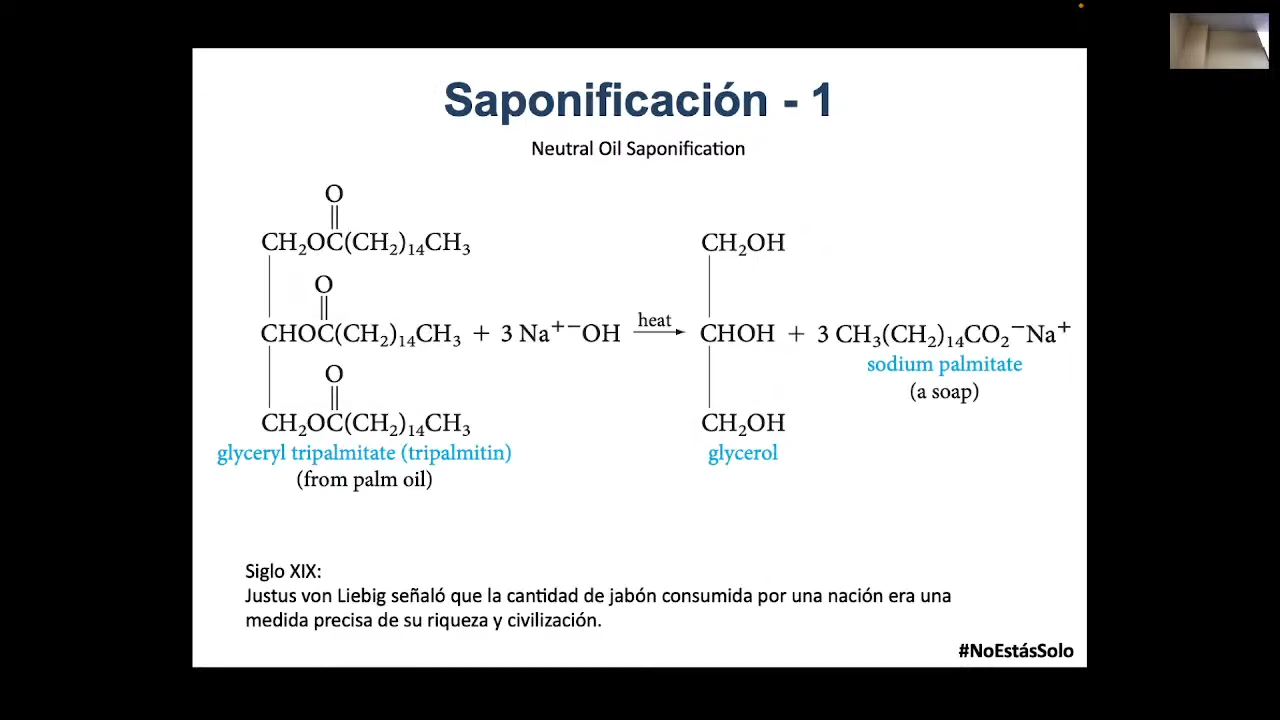 Saponificación - 1
Neutral Oil Saponification
O
CH₂OC(CH₂)₁₄CH₃
O
CHOC(CH₂)₁₄CH₃ + 3 Na⁺⁻OH
O
CH₂OC(CH₂)₁₄CH₃
glyceryl tripalmitate (tripalmitin)
(from palm oil)
heat
CH₂OH
CHOH + 3 CH₃(CH₂)₁₄CO₂⁻Na⁺
CH₂OH
glycerol
sodium palmitate
(a soap)
Siglo XIX:
Justus von Liebig señaló que la cantidad de jabón consumida por una nación era una
medida precisa de su riqueza y civilización.
#NoEstásSolo